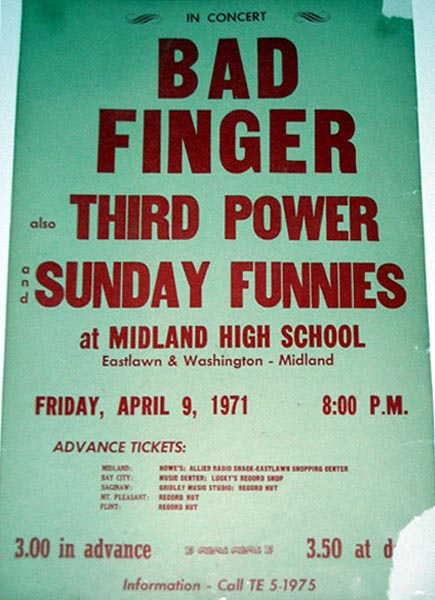 IN CONCERT
BAD
FINGER
also THIRD POWER
and SUNDAY FUNNIES
at MIDLAND HIGH SCHOOL
Eastlawn & Washington - Midland
FRIDAY, APRIL 9, 1971 8:00 P.M.
ADVANCE TICKETS:
MIDLAND: HOWE'S; ALLIED RADIO SHACK-EASTLAWN SHOPPING CENTER
BAY CITY: MUSIC CENTER; LOCKY'S RECORD SHOP
SAGINAW: GRIDLEY MUSIC STUDIO; RECORD HUT
MT. PLEASANT: RECORD HUT
FLINT: RECORD HUT
3.00 in advance 3.50 at d
Information - Call TE 5-1975